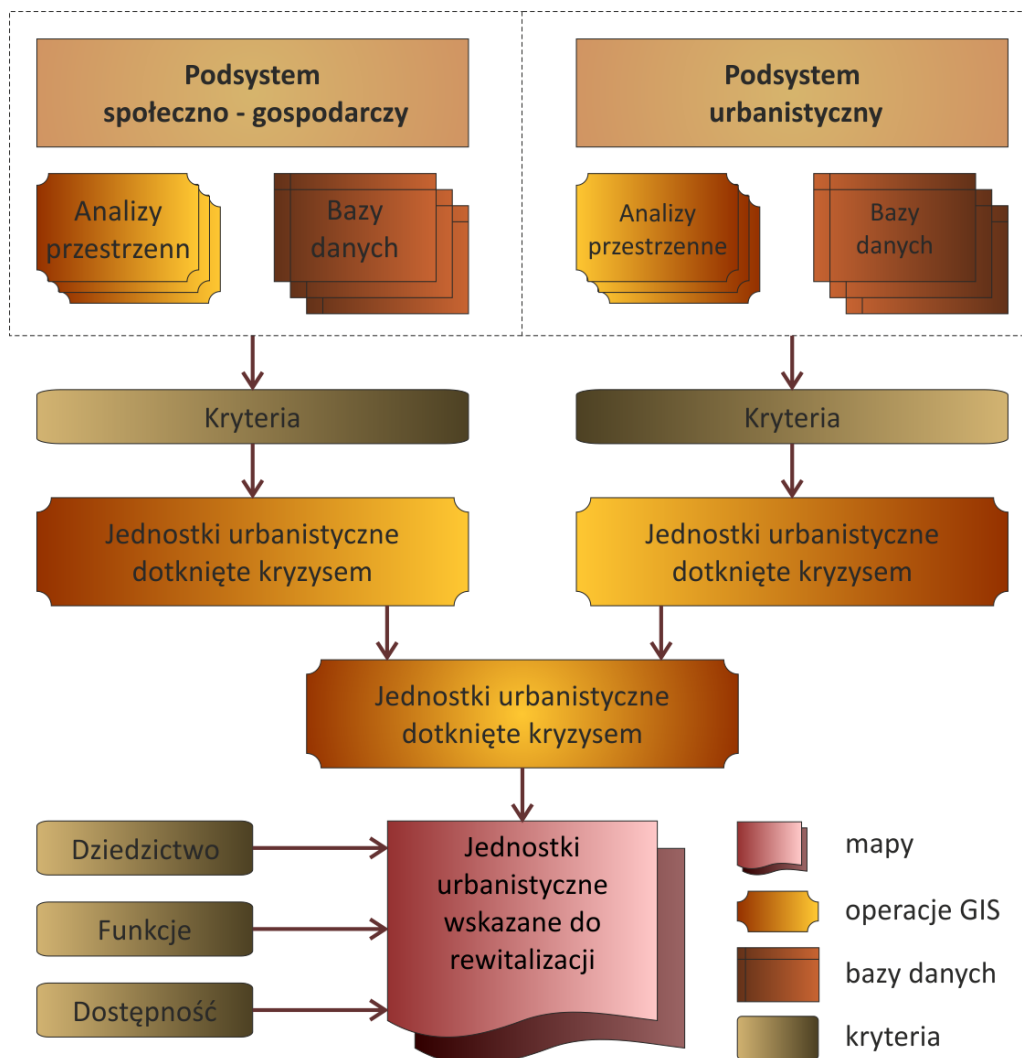 Podsystem
społeczno - gospodarczy
Podsystem
urbanistyczny
Analizy
przestrzenn
Bazy
danych
Analizy
przestrzenne
Bazy
danych
Kryteria
Kryteria
Jednostki urbanistyczne
dotknięte kryzysem
Jednostki urbanistyczne
dotknięte kryzysem
Jednostki urbanistyczne
dotknięte kryzysem
Dziedzictwo
Funkcje
Dostępność
Jednostki
urbanistyczne
wskazane do
rewitalizacji
mapy
operacje GIS
bazy danych
kryteria